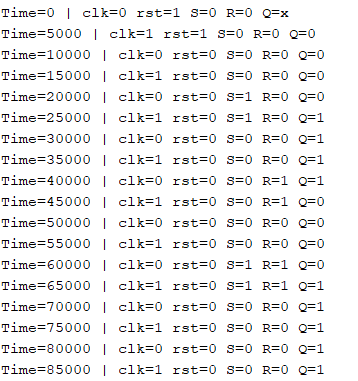 Time=0 | clk=0 rst=1 S=0 R=0 Q=x
Time=5000 | clk=1 rst=1 S=0 R=0 Q=0
Time=10000 | clk=0 rst=0 S=0 R=0 Q=0
Time=15000 | clk=1 rst=0 S=0 R=0 Q=0
Time=20000 | clk=0 rst=0 S=1 R=0 Q=0
Time=25000 | clk=1 rst=0 S=1 R=0 Q=1
Time=30000 | clk=0 rst=0 S=0 R=0 Q=1
Time=35000 | clk=1 rst=0 S=0 R=0 Q=1
Time=40000 | clk=0 rst=0 S=0 R=1 Q=1
Time=45000 | clk=1 rst=0 S=0 R=1 Q=0
Time=50000 | clk=0 rst=0 S=0 R=0 Q=0
Time=55000 | clk=1 rst=0 S=0 R=0 Q=0
Time=60000 | clk=0 rst=0 S=1 R=1 Q=0
Time=65000 | clk=1 rst=0 S=1 R=1 Q=1
Time=70000 | clk=0 rst=0 S=0 R=0 Q=1
Time=75000 | clk=1 rst=0 S=0 R=0 Q=1
Time=80000 | clk=0 rst=0 S=0 R=0 Q=1
Time=85000 | clk=1 rst=0 S=0 R=0 Q=1